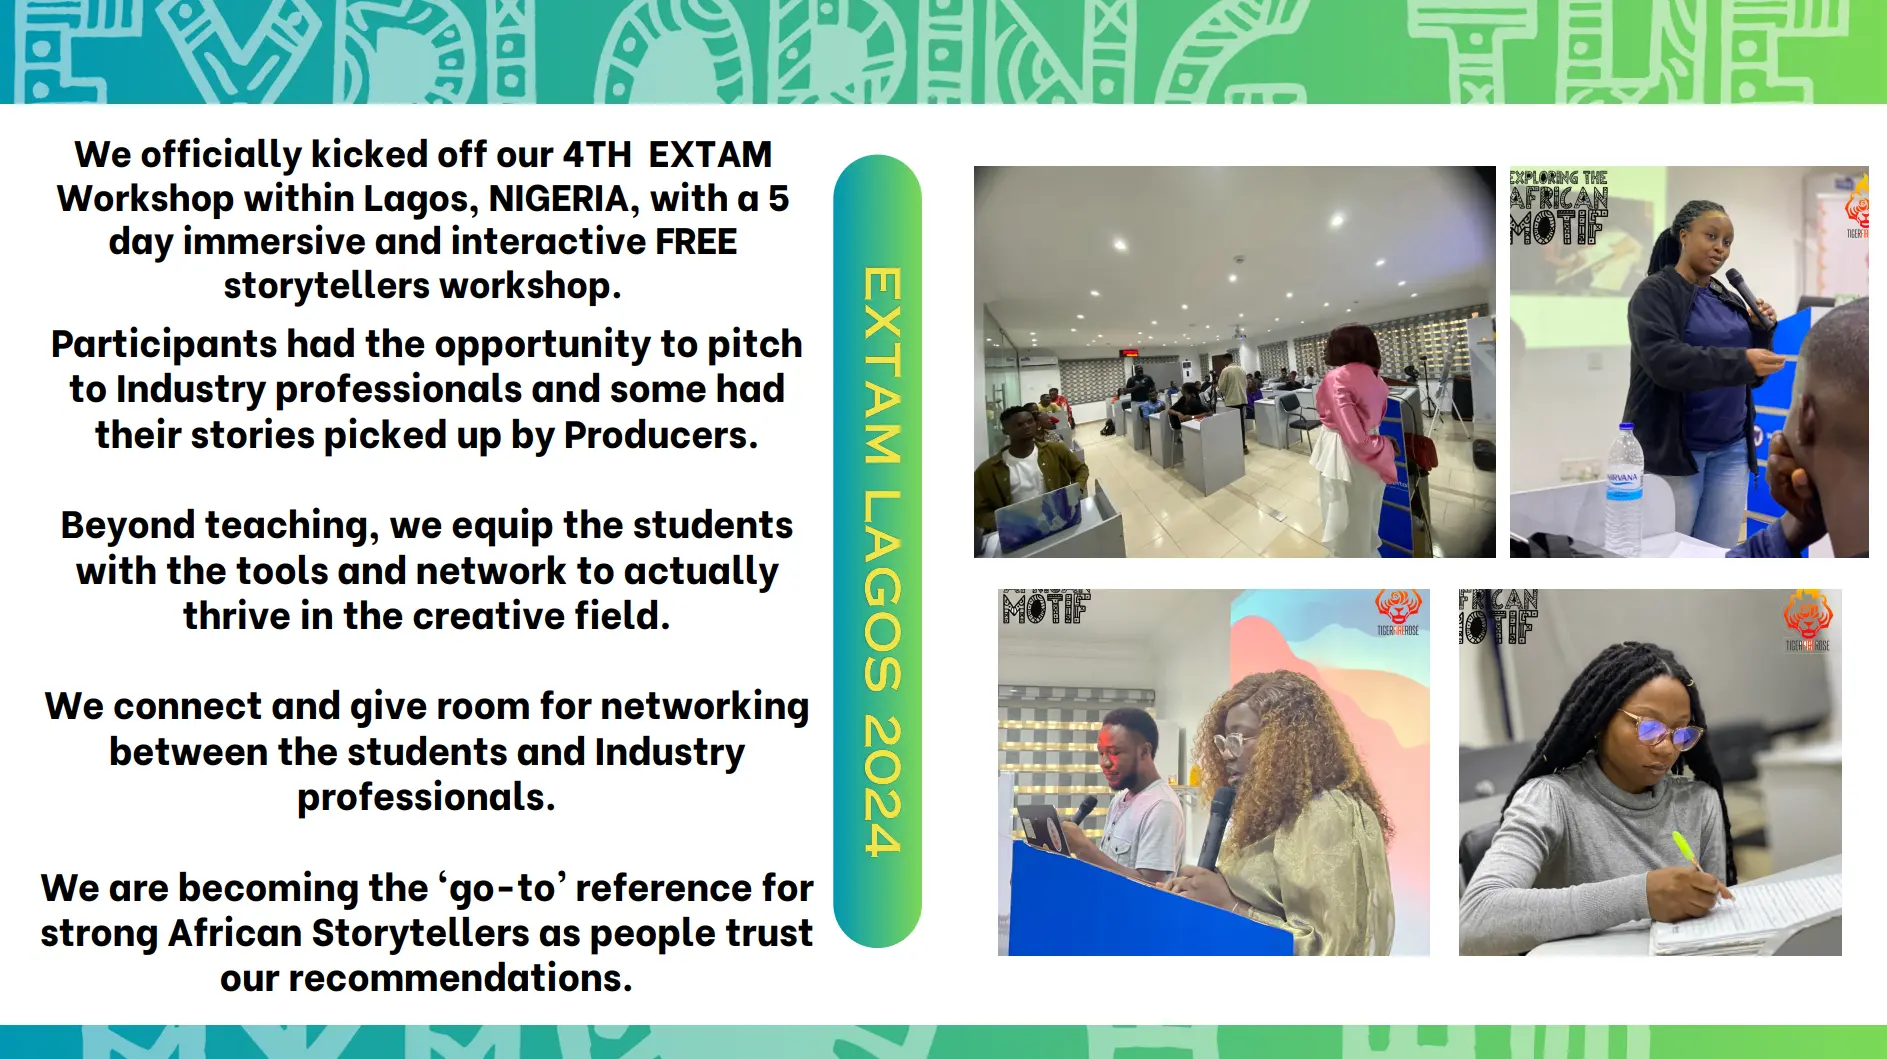 EXPLORING THE
We officially kicked off our 4TH EXTAM
Workshop within Lagos, NIGERIA, with a 5
day immersive and interactive FREE
storytellers workshop.
Participants had the opportunity to pitch
to Industry professionals and some had
their stories picked up by Producers.
Beyond teaching, we equip the students
with the tools and network to actually
thrive in the creative field.
We connect and give room for networking
between the students and Industry
professionals.
We are becoming the ‘go-to’ reference for
strong African Storytellers as people trust
our recommendations.
EXTAM LAGOS 2024
EXPLORING THE
AFRICAN
MOTIF
NIRVANA
MOTIF
TIGERFIREROSE
FRICAN
MOTIF
TIGERFIREROSE